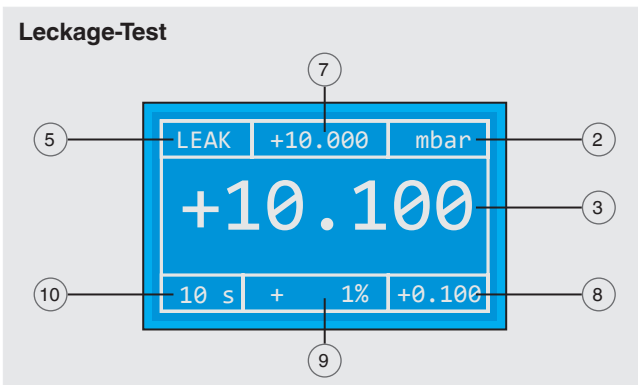 Leckage-Test
7
5 LEAK +10.000 mbar 2
+10.100 3
10 10 s + 1% +0.100 8
9